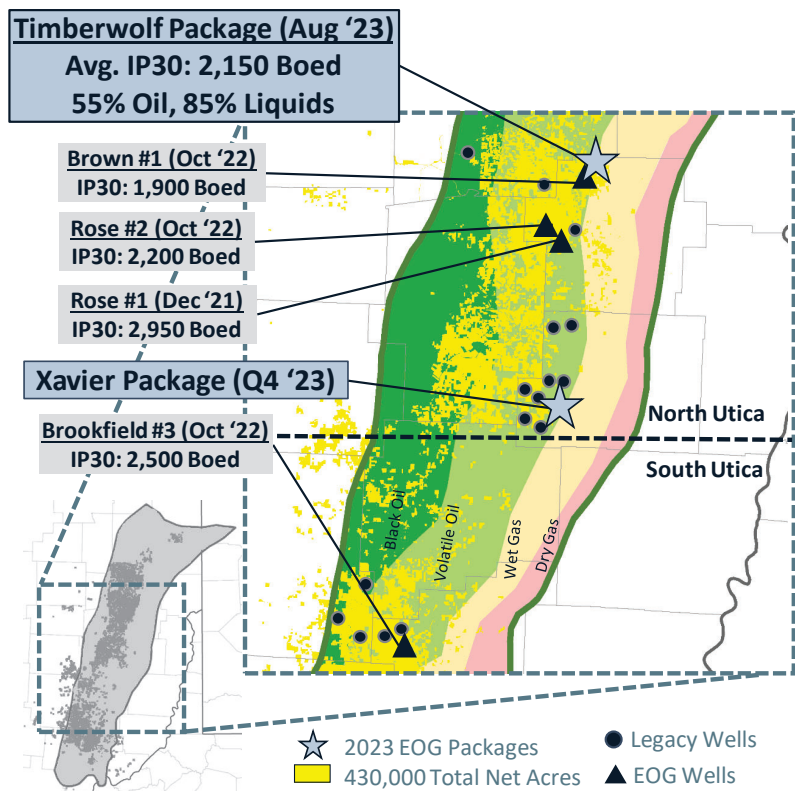 Timberwolf Package (Aug ‘23)
Avg. IP30: 2,150 Boed
55% Oil, 85% Liquids
Brown #1 (Oct ‘22)
IP30: 1,900 Boed
Rose #2 (Oct ‘22)
IP30: 2,200 Boed
Rose #1 (Dec ‘21)
IP30: 2,950 Boed
Xavier Package (Q4 ‘23)
Brookfield #3 (Oct ‘22)
IP30: 2,500 Boed
North Utica
South Utica
Black Oil
Volatile Oil
Wet Gas
Dry Gas
2023 EOG Packages
Legacy Wells
430,000 Total Net Acres
EOG Wells